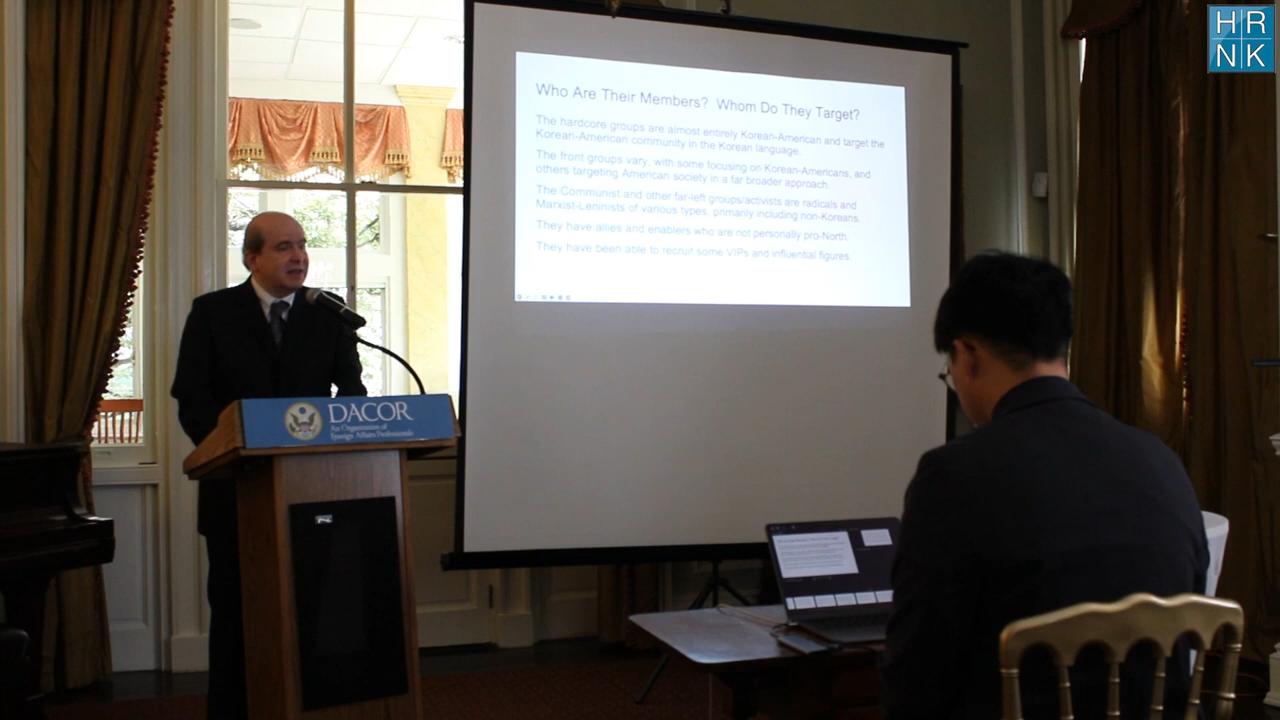 HR
NK
Who Are Their Members? Whom Do They Target?
The hardcore groups are almost entirely Korean-American and target the
Korean-American community in the Korean language.
The front groups vary, with some focusing on Korean-Americans, and
others targeting American society in a far broader approach.
The Communist and other far-left groups/activists are radicals and
Marxist-Leninists of various types, primarily including non-Koreans.
They have allies and enablers who are not personally pro-North.
They have been able to recruit some VIPs and influential figures.
DACOR
An Organization of
Foreign Affairs Professionals